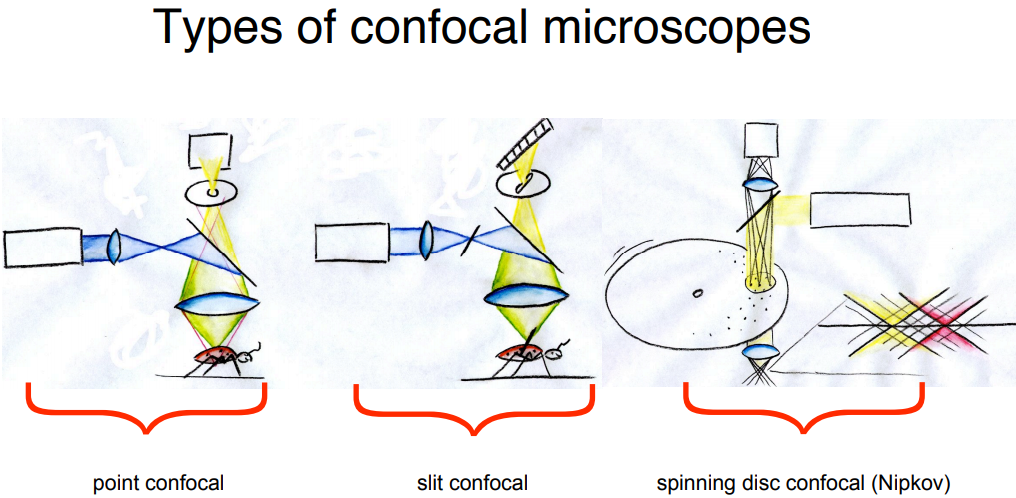 Types of confocal microscopes
point confocal
slit confocal
spinning disc confocal (Nipkov)